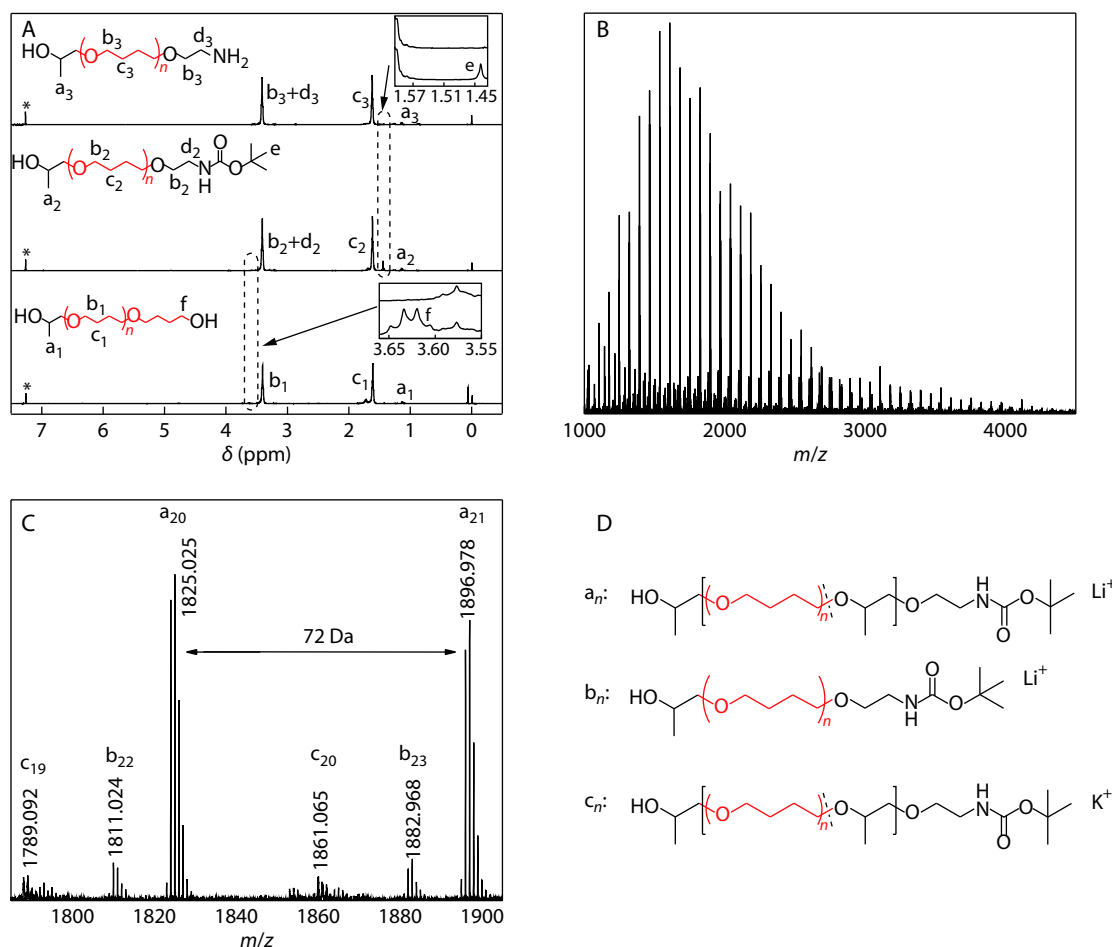 A
HO
b3
d3
O
O
NH2
n
c3
b3
a3
e
1.57 1.51 1.45
*
b3+d3
c3
a3
HO
b2
d2
O
e
O
O
N
H
O
n
c2
b2
a2
*
b2+d2
c2
a2
HO
b1
f
O
O
OH
n
c1
a1
f
3.65 3.60 3.55
*
b1
c1
a1
7 6 5 4 3 2 1 0
δ (ppm)
B
1000 2000 3000 4000
m/z
C
a20
a21
1825.025
1896.978
72 Da
c19
b22
c20
b23
1789.092
1811.024
1861.065
1882.968
1800 1820 1840 1860 1880 1900
m/z
D
an:
HO
O
n
O
O
H
N
O
O
Li+
bn:
HO
O
n
O
N
H
O
O
Li+
cn:
HO
O
n
O
O
H
N
O
O
K+